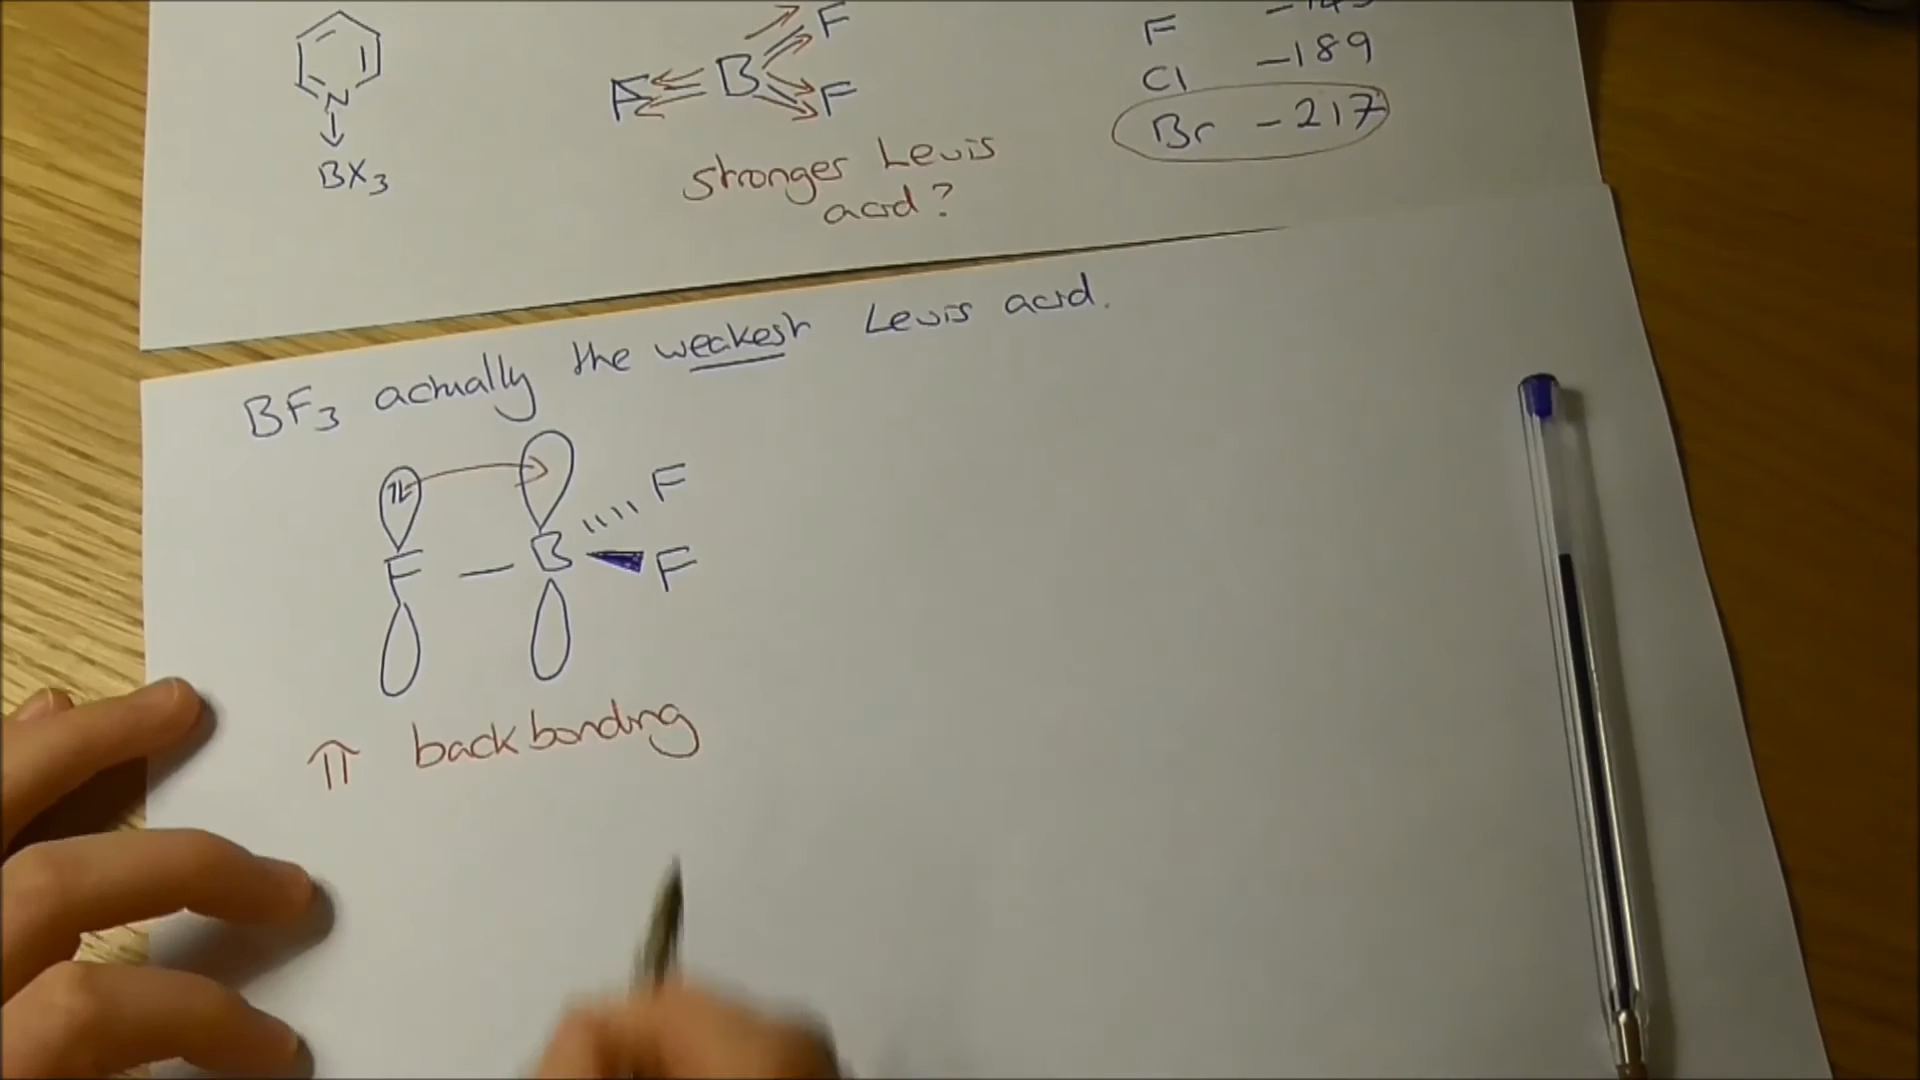 F
F B F
N
BX3
stronger Lewis
acid?
F
Cl -189
Br -217
BF3 actually the weakest Lewis acid.
F - B F
F
π backbonding